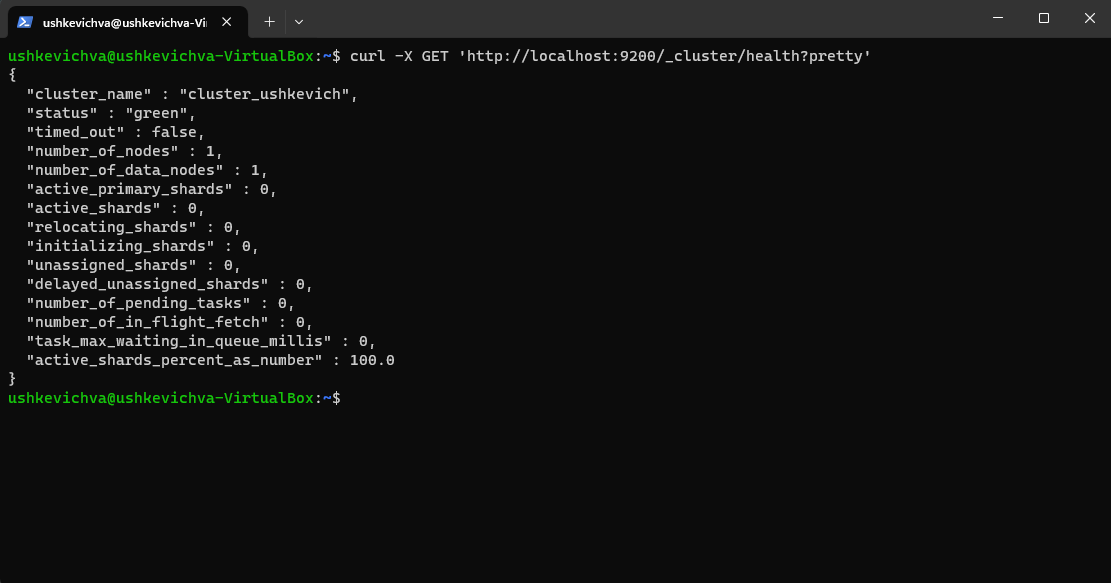 ushkevichva@ushkevichva-Vi
ushkevichva@ushkevichva-VirtualBox:~$ curl -X GET 'http://localhost:9200/_cluster/health?pretty'
{
  "cluster_name" : "cluster_ushkevich",
  "status" : "green",
  "timed_out" : false,
  "number_of_nodes" : 1,
  "number_of_data_nodes" : 1,
  "active_primary_shards" : 0,
  "active_shards" : 0,
  "relocating_shards" : 0,
  "initializing_shards" : 0,
  "unassigned_shards" : 0,
  "delayed_unassigned_shards" : 0,
  "number_of_pending_tasks" : 0,
  "number_of_in_flight_fetch" : 0,
  "task_max_waiting_in_queue_millis" : 0,
  "active_shards_percent_as_number" : 100.0
}
ushkevichva@ushkevichva-VirtualBox:~$